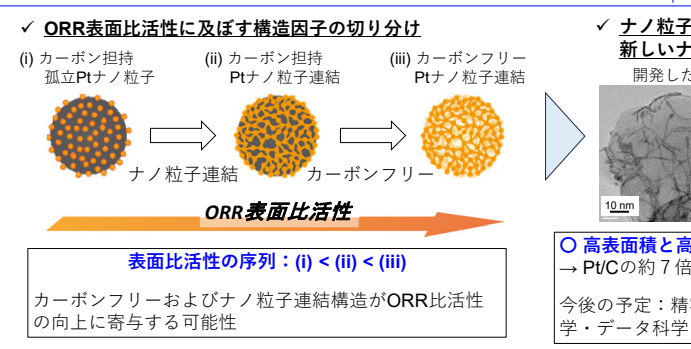 ✓ ORR表面比活性に及ぼす構造因子の切り分け
(i) カーボン担持
孤立Ptナノ粒子
(ii) カーボン担持
Ptナノ粒子連結
(iii) カーボンフリー
Ptナノ粒子連結
ナノ粒子連結
カーボンフリー
ORR表面比活性
表面比活性の序列：(i) < (ii) < (iii)
カーボンフリーおよびナノ粒子連結構造がORR比活性
の向上に寄与する可能性
✓ ナノ粒子
新しいナ
開発した
10 nm
〇 高表面積と高
→ Pt/Cの約７倍
今後の予定：精
学・データ科学